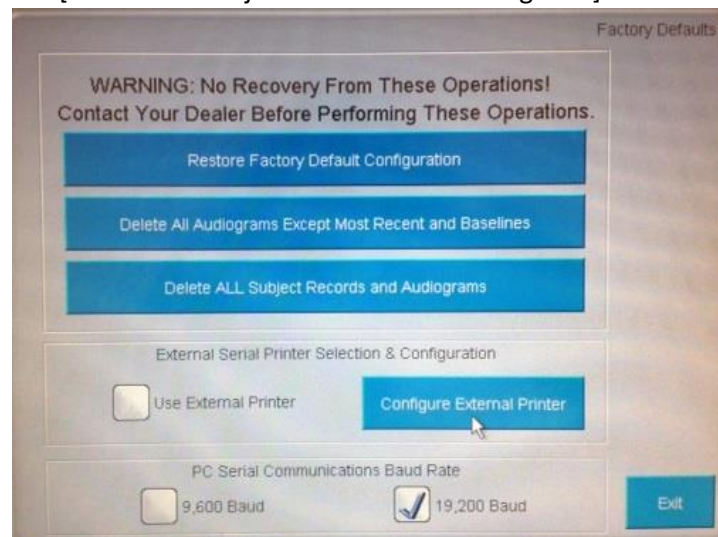 Factory Defaults
WARNING: No Recovery From These Operations!
Contact Your Dealer Before Performing These Operations.
Restore Factory Default Configuration
Delete All Audiograms Except Most Recent and Baselines
Delete ALL Subject Records and Audiograms
External Serial Printer Selection & Configuration
Use External Printer
Configure External Printer
PC Serial Communications Baud Rate
9,600 Baud
19,200 Baud
Exit